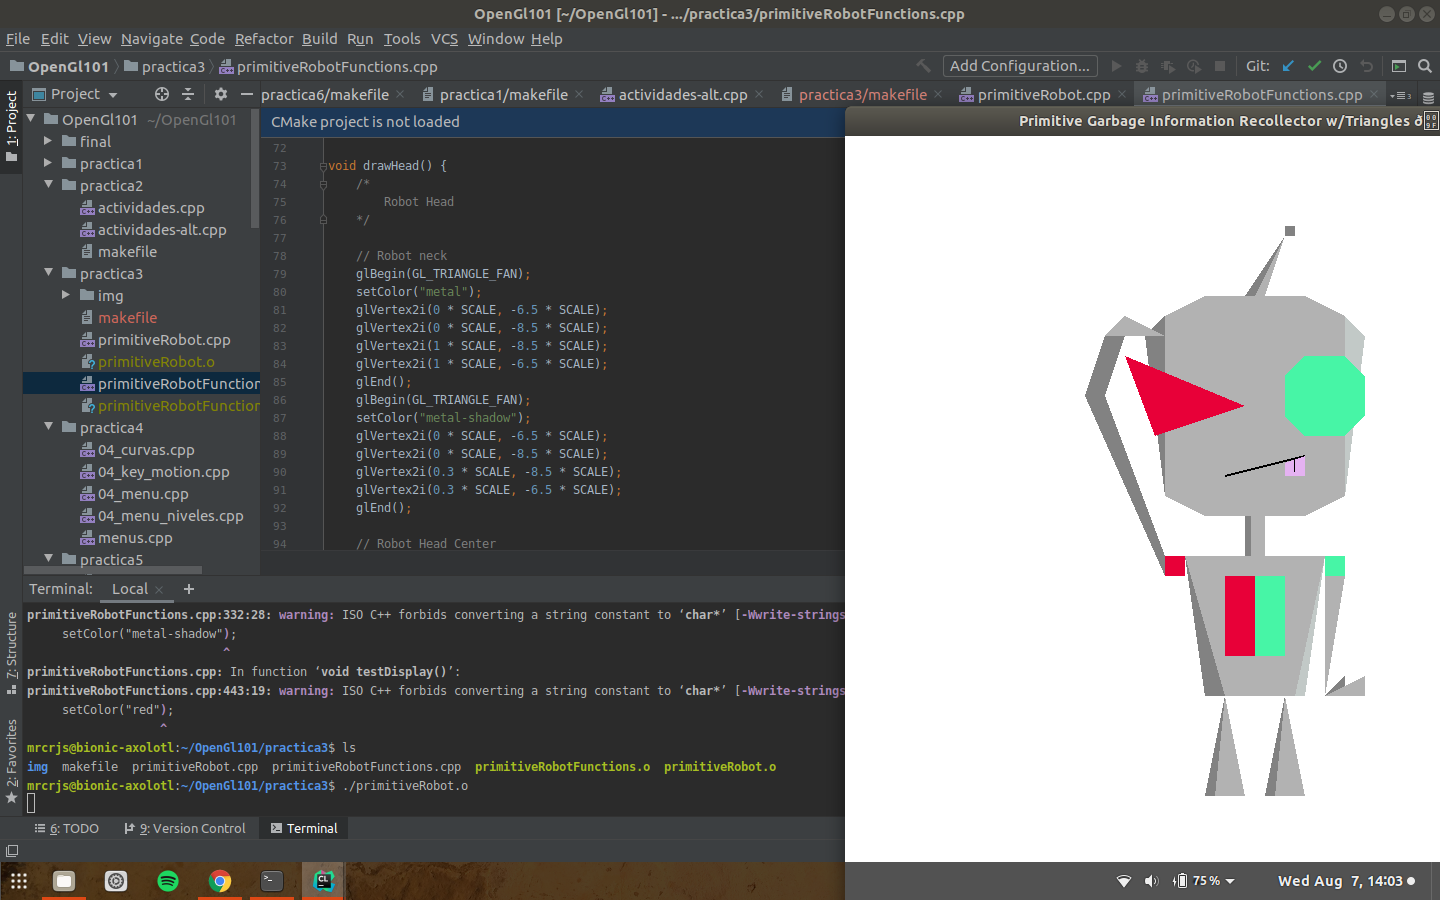 OpenGl101 [~/OpenGl101] - .../practica3/primitiveRobotFunctions.cpp
File Edit View Navigate Code Refactor Build Run Tools VCS Window Help
OpenGl101 practica3 primitiveRobotFunctions.cpp Add Configuration... Git:
1: Project
Project
practica6/makefile practica1/makefile actividades-alt.cpp practica3/makefile primitiveRobot.cpp primitiveRobotFunctions.cpp
OpenGl101 ~/OpenGl101
final
practica1
practica2
actividades.cpp
actividades-alt.cpp
makefile
practica3
img
makefile
primitiveRobot.cpp
primitiveRobot.o
primitiveRobotFunction
primitiveRobotFunction
practica4
04_curvas.cpp
04_key_motion.cpp
04_menu.cpp
04_menu_niveles.cpp
menus.cpp
practica5
CMake project is not loaded
72
73 void drawHead() {
74 /*
75 Robot Head
76 */
77
78 // Robot neck
79 glBegin(GL_TRIANGLE_FAN);
80 setColor("metal");
81 glVertex2i(0 * SCALE, -6.5 * SCALE);
82 glVertex2i(0 * SCALE, -8.5 * SCALE);
83 glVertex2i(1 * SCALE, -8.5 * SCALE);
84 glVertex2i(1 * SCALE, -6.5 * SCALE);
85 glEnd();
86 glBegin(GL_TRIANGLE_FAN);
87 setColor("metal-shadow");
88 glVertex2i(0 * SCALE, -6.5 * SCALE);
89 glVertex2i(0 * SCALE, -8.5 * SCALE);
90 glVertex2i(0.3 * SCALE, -8.5 * SCALE);
91 glVertex2i(0.3 * SCALE, -6.5 * SCALE);
92 glEnd();
93
94 // Robot Head Center
Primitive Garbage Information Recollector w/Triangles ð
Terminal: Local +
primitiveRobotFunctions.cpp:332:28: warning: ISO C++ forbids converting a string constant to ‘char*’ [-Wwrite-strings
setColor("metal-shadow");
^
primitiveRobotFunctions.cpp: In function ‘void testDisplay()’:
primitiveRobotFunctions.cpp:443:19: warning: ISO C++ forbids converting a string constant to ‘char*’ [-Wwrite-strings
setColor("red");
^
mrcrjs@bionic-axolotl:~/OpenGl101/practica3$ ls
img makefile primitiveRobot.cpp primitiveRobotFunctions.cpp primitiveRobotFunctions.o primitiveRobot.o
mrcrjs@bionic-axolotl:~/OpenGl101/practica3$ ./primitiveRobot.o
7: Structure
2: Favorites
6: TODO 9: Version Control Terminal
75 % Wed Aug 7, 14:03